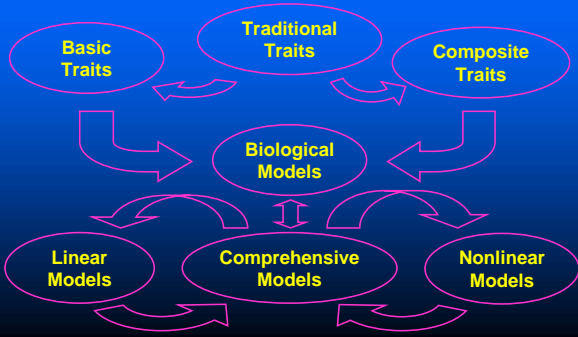 Traditional
Traits
Basic
Traits
Composite
Traits
Biological
Models
Linear
Models
Comprehensive
Models
Nonlinear
Models